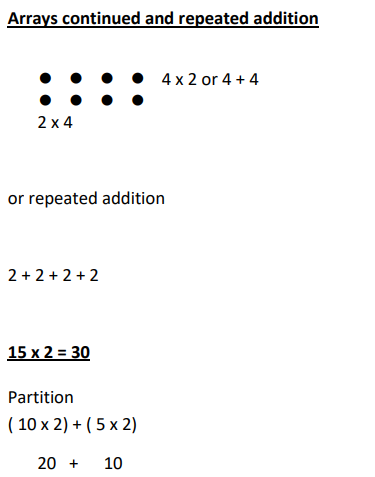 Arrays continued and repeated addition
4 x 2 or 4 + 4
2 x 4
or repeated addition
2 + 2 + 2 + 2
15 x 2 = 30
Partition
( 10 x 2) + ( 5 x 2)
20 + 10